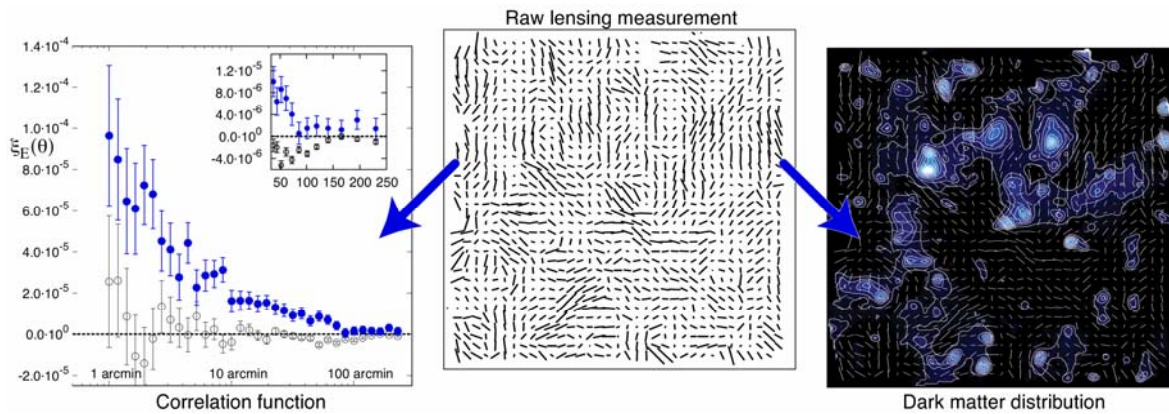 Raw lensing measurement
1.4·10⁻⁴
1.2·10⁻⁴
1.0·10⁻⁴
8.0·10⁻⁵
6.0·10⁻⁵
4.0·10⁻⁵
2.0·10⁻⁵
0.0·10⁰
-2.0·10⁻⁵
ξE(θ)
1.2·10⁻⁵
8·10⁻⁶
4·10⁻⁶
0.0·10⁰
-4·10⁻⁶
50 100 150 200 250
1 arcmin 10 arcmin 100 arcmin
Correlation function
Dark matter distribution